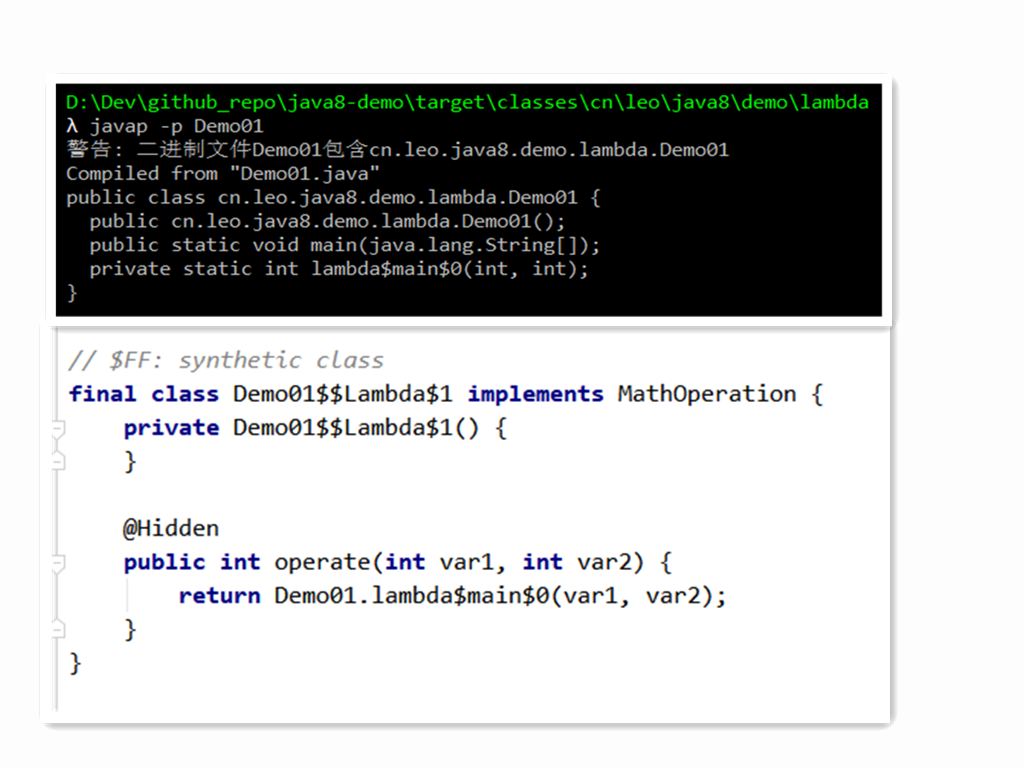 D:\Dev\github_repo\java8-demo\target\classes\cn\leo\java8\demo\lambda
λ javap -p Demo01
警告: 二进制文件Demo01包含cn.leo.java8.demo.lambda.Demo01
Compiled from "Demo01.java"
public class cn.leo.java8.demo.lambda.Demo01 {
  public cn.leo.java8.demo.lambda.Demo01();
  public static void main(java.lang.String[]);
  private static int lambda$main$0(int, int);
}
// $FF: synthetic class
final class Demo01$$Lambda$1 implements MathOperation {
    private Demo01$$Lambda$1() {
    }
    @Hidden
    public int operate(int var1, int var2) {
        return Demo01.lambda$main$0(var1, var2);
    }
}